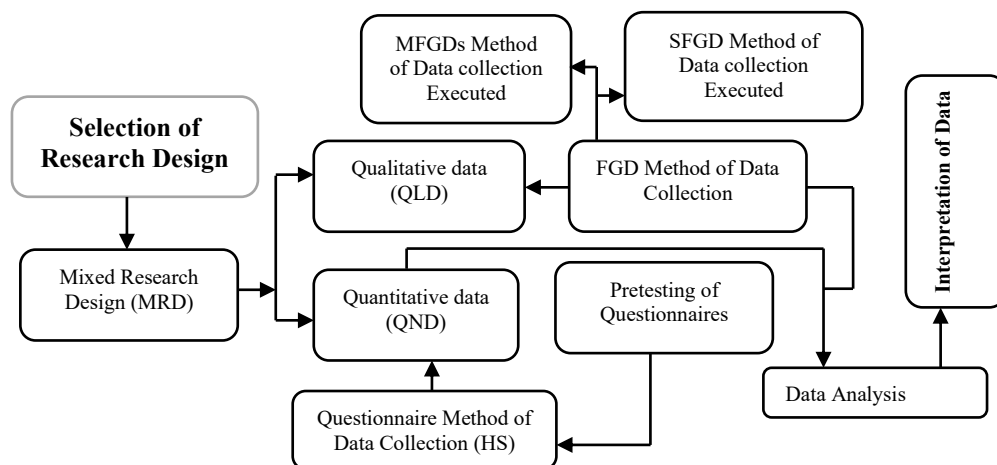 MFGDs Method
of Data collection
Executed
SFGD Method of
Data collection
Executed
Selection of
Research Design
Qualitative data
(QLD)
FGD Method of Data
Collection
Interpretation of Data
Mixed Research
Design (MRD)
Quantitative data
(QND)
Pretesting of
Questionnaires
Data Analysis
Questionnaire Method of
Data Collection (HS)